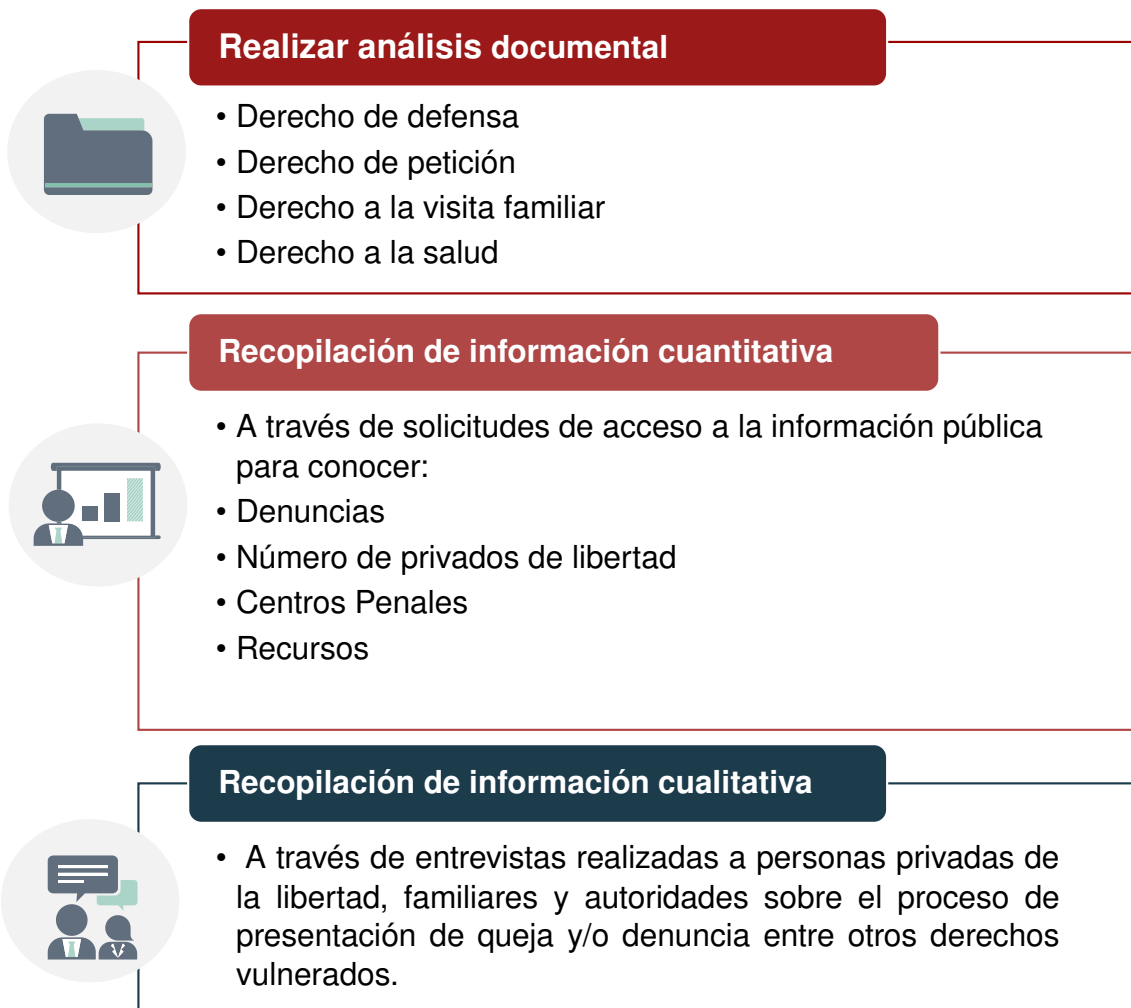 Realizar análisis documental
• Derecho de defensa
• Derecho de petición
• Derecho a la visita familiar
• Derecho a la salud
Recopilación de información cuantitativa
• A través de solicitudes de acceso a la información pública
para conocer:
• Denuncias
• Número de privados de libertad
• Centros Penales
• Recursos
Recopilación de información cualitativa
• A través de entrevistas realizadas a personas privadas de
la libertad, familiares y autoridades sobre el proceso de
presentación de queja y/o denuncia entre otros derechos
vulnerados.